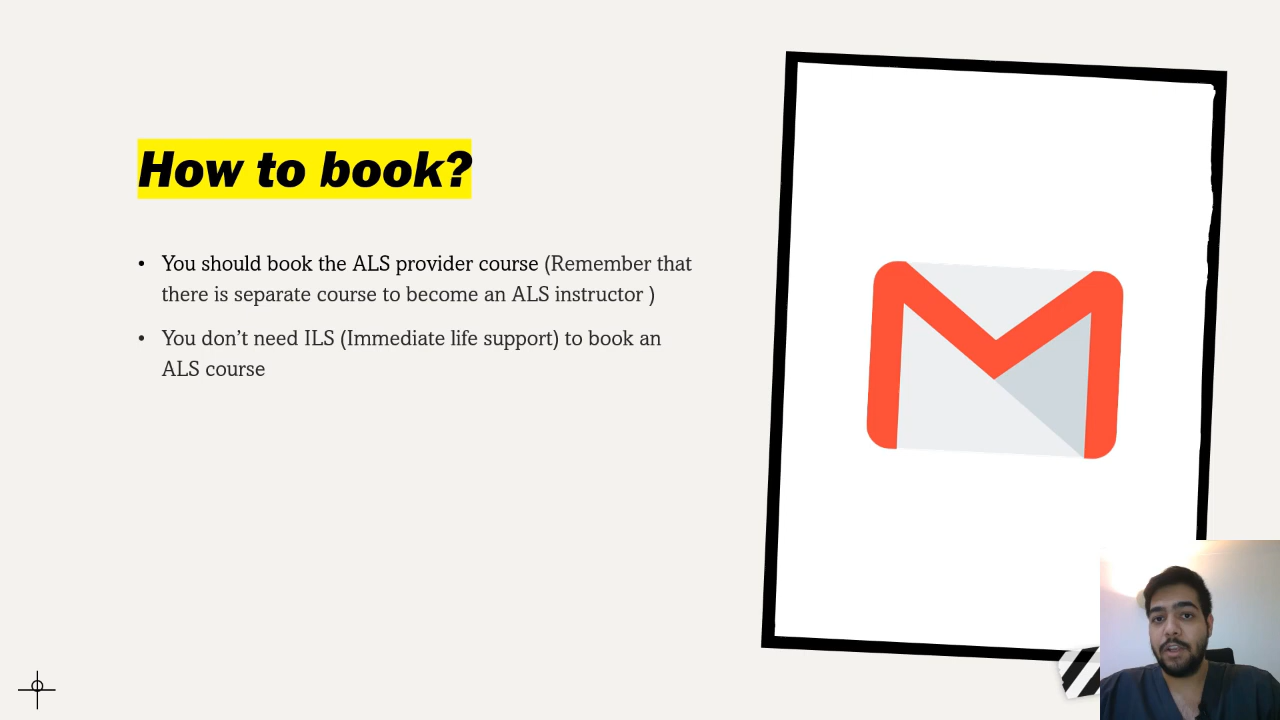 How to book?
• You should book the ALS provider course (Remember that
there is separate course to become an ALS instructor )
• You don’t need ILS (Immediate life support) to book an
ALS course